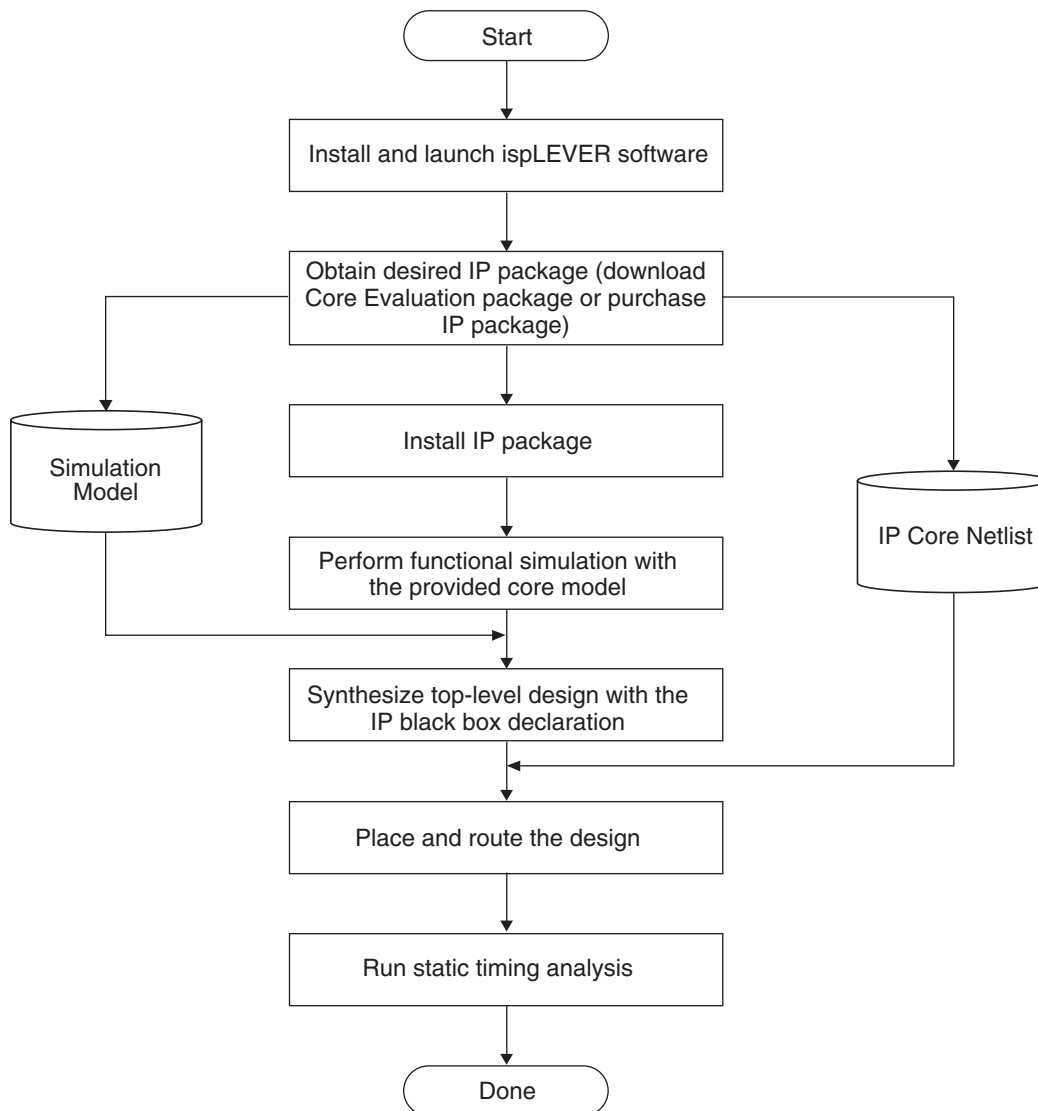 Start
Install and launch ispLEVER software
Obtain desired IP package (download
Core Evaluation package or purchase
IP package)
Install IP package
Simulation
Model
IP Core Netlist
Perform functional simulation with
the provided core model
Synthesize top-level design with the
IP black box declaration
Place and route the design
Run static timing analysis
Done